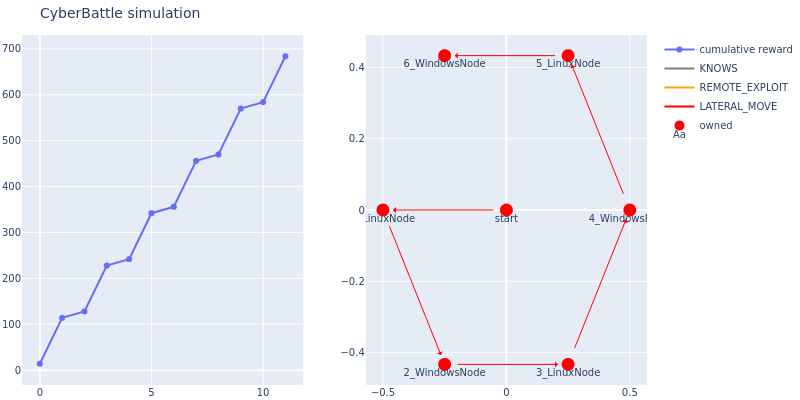 CyberBattle simulation
700
600
500
400
300
200
100
0
0
5
10
0.4
0.2
0
−0.2
−0.4
−0.5
0
0.5
6_WindowsNode
5_LinuxNode
LinuxNode
start
4_Windows
2_WindowsNode
3_LinuxNode
cumulative reward
KNOWS
REMOTE_EXPLOIT
LATERAL_MOVE
owned
Aa